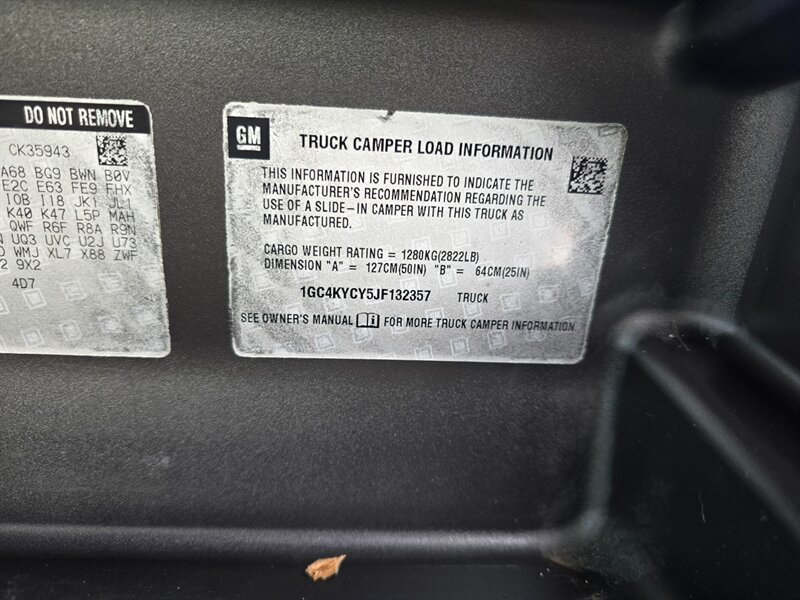 DO NOT REMOVE
CK35943
A68 BG9 BWN B0V
E2C E63 FE9 FHX
IOB I18 JK1 JL1
K40 K47 L5P MAH
QWF R6F R8A R9N
UQ3 UVC U2J U73
WMJ XL7 X88 ZWF
9X2
4D7
GM
TRUCK CAMPER LOAD INFORMATION
THIS INFORMATION IS FURNISHED TO INDICATE THE
MANUFACTURER'S RECOMMENDATION REGARDING THE
USE OF A SLIDE-IN CAMPER WITH THIS TRUCK AS
MANUFACTURED.
CARGO WEIGHT RATING = 1280KG(2822LB)
DIMENSION "A" = 127CM(50IN) "B" = 64CM(25IN)
1GC4KYCY5JF132357 TRUCK
SEE OWNER'S MANUAL FOR MORE TRUCK CAMPER INFORMATION.